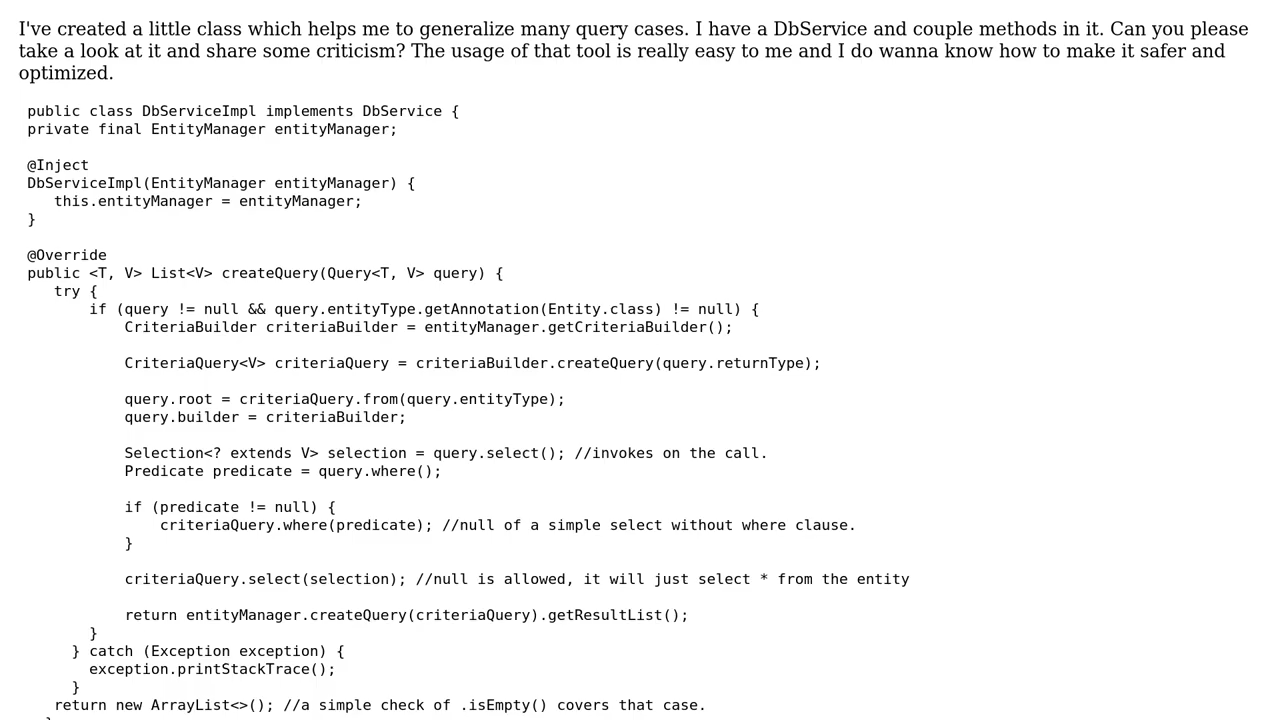 I've created a little class which helps me to generalize many query cases. I have a DbService and couple methods in it. Can you please
take a look at it and share some criticism? The usage of that tool is really easy to me and I do wanna know how to make it safer and
optimized.
public class DbServiceImpl implements DbService {
private final EntityManager entityManager;
@Inject
DbServiceImpl(EntityManager entityManager) {
this.entityManager = entityManager;
}
@Override
public <T, V> List<V> createQuery(Query<T, V> query) {
try {
if (query != null && query.entityType.getAnnotation(Entity.class) != null) {
CriteriaBuilder criteriaBuilder = entityManager.getCriteriaBuilder();
CriteriaQuery<V> criteriaQuery = criteriaBuilder.createQuery(query.returnType);
query.root = criteriaQuery.from(query.entityType);
query.builder = criteriaBuilder;
Selection<? extends V> selection = query.select(); //invokes on the call.
Predicate predicate = query.where();
if (predicate != null) {
criteriaQuery.where(predicate); //null of a simple select without where clause.
}
criteriaQuery.select(selection); //null is allowed, it will just select * from the entity
return entityManager.createQuery(criteriaQuery).getResultList();
}
} catch (Exception exception) {
exception.printStackTrace();
}
return new ArrayList<>(); //a simple check of .isEmpty() covers that case.